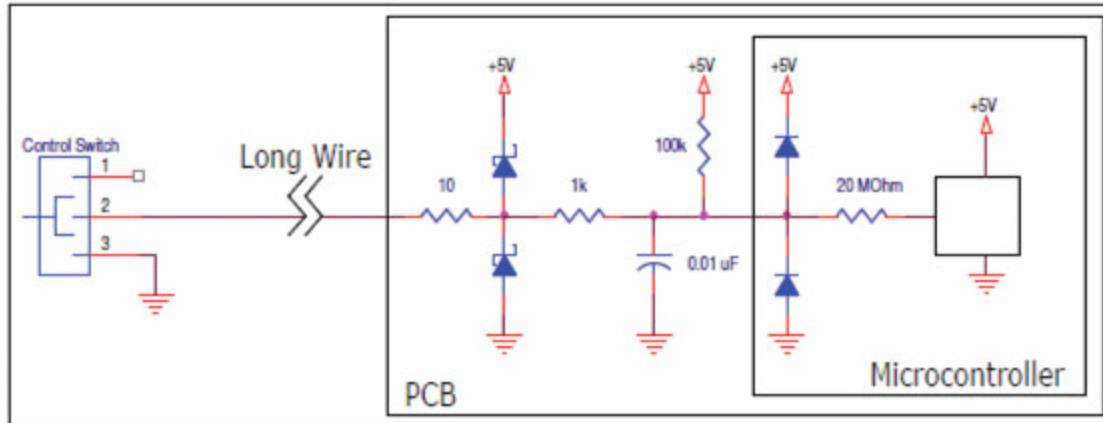 +5V
+5V
+5V
+5V
Control Switch
1
Long Wire
100k
2
10
1k
20 MOhm
3
0.01 uF
Microcontroller
PCB